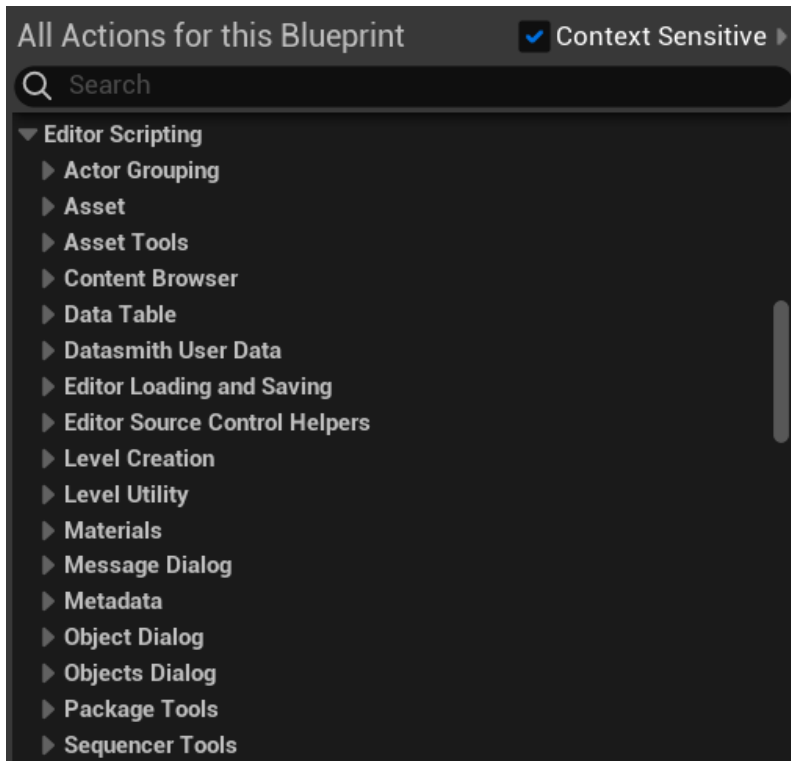 All Actions for this Blueprint Context Sensitive
Search
Editor Scripting
Actor Grouping
Asset
Asset Tools
Content Browser
Data Table
Datasmith User Data
Editor Loading and Saving
Editor Source Control Helpers
Level Creation
Level Utility
Materials
Message Dialog
Metadata
Object Dialog
Objects Dialog
Package Tools
Sequencer Tools